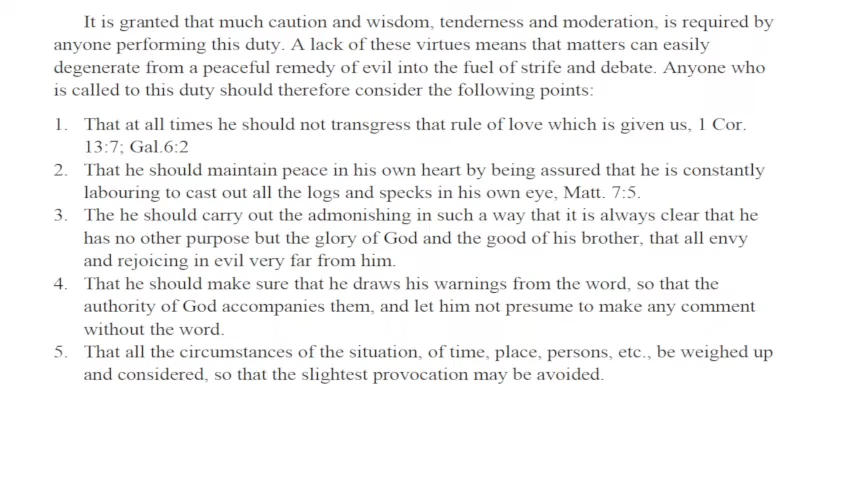 It is granted that much caution and wisdom, tenderness and moderation, is required by
anyone performing this duty. A lack of these virtues means that matters can easily
degenerate from a peaceful remedy of evil into the fuel of strife and debate. Anyone who
is called to this duty should therefore consider the following points:
1. That at all times he should not transgress that rule of love which is given us, 1 Cor.
13:7; Gal.6:2
2. That he should maintain peace in his own heart by being assured that he is constantly
labouring to cast out all the logs and specks in his own eye, Matt. 7:5.
3. The he should carry out the admonishing in such a way that it is always clear that he
has no other purpose but the glory of God and the good of his brother, that all envy
and rejoicing in evil very far from him.
4. That he should make sure that he draws his warnings from the word, so that the
authority of God accompanies them, and let him not presume to make any comment
without the word.
5. That all the circumstances of the situation, of time, place, persons, etc., be weighed up
and considered, so that the slightest provocation may be avoided.